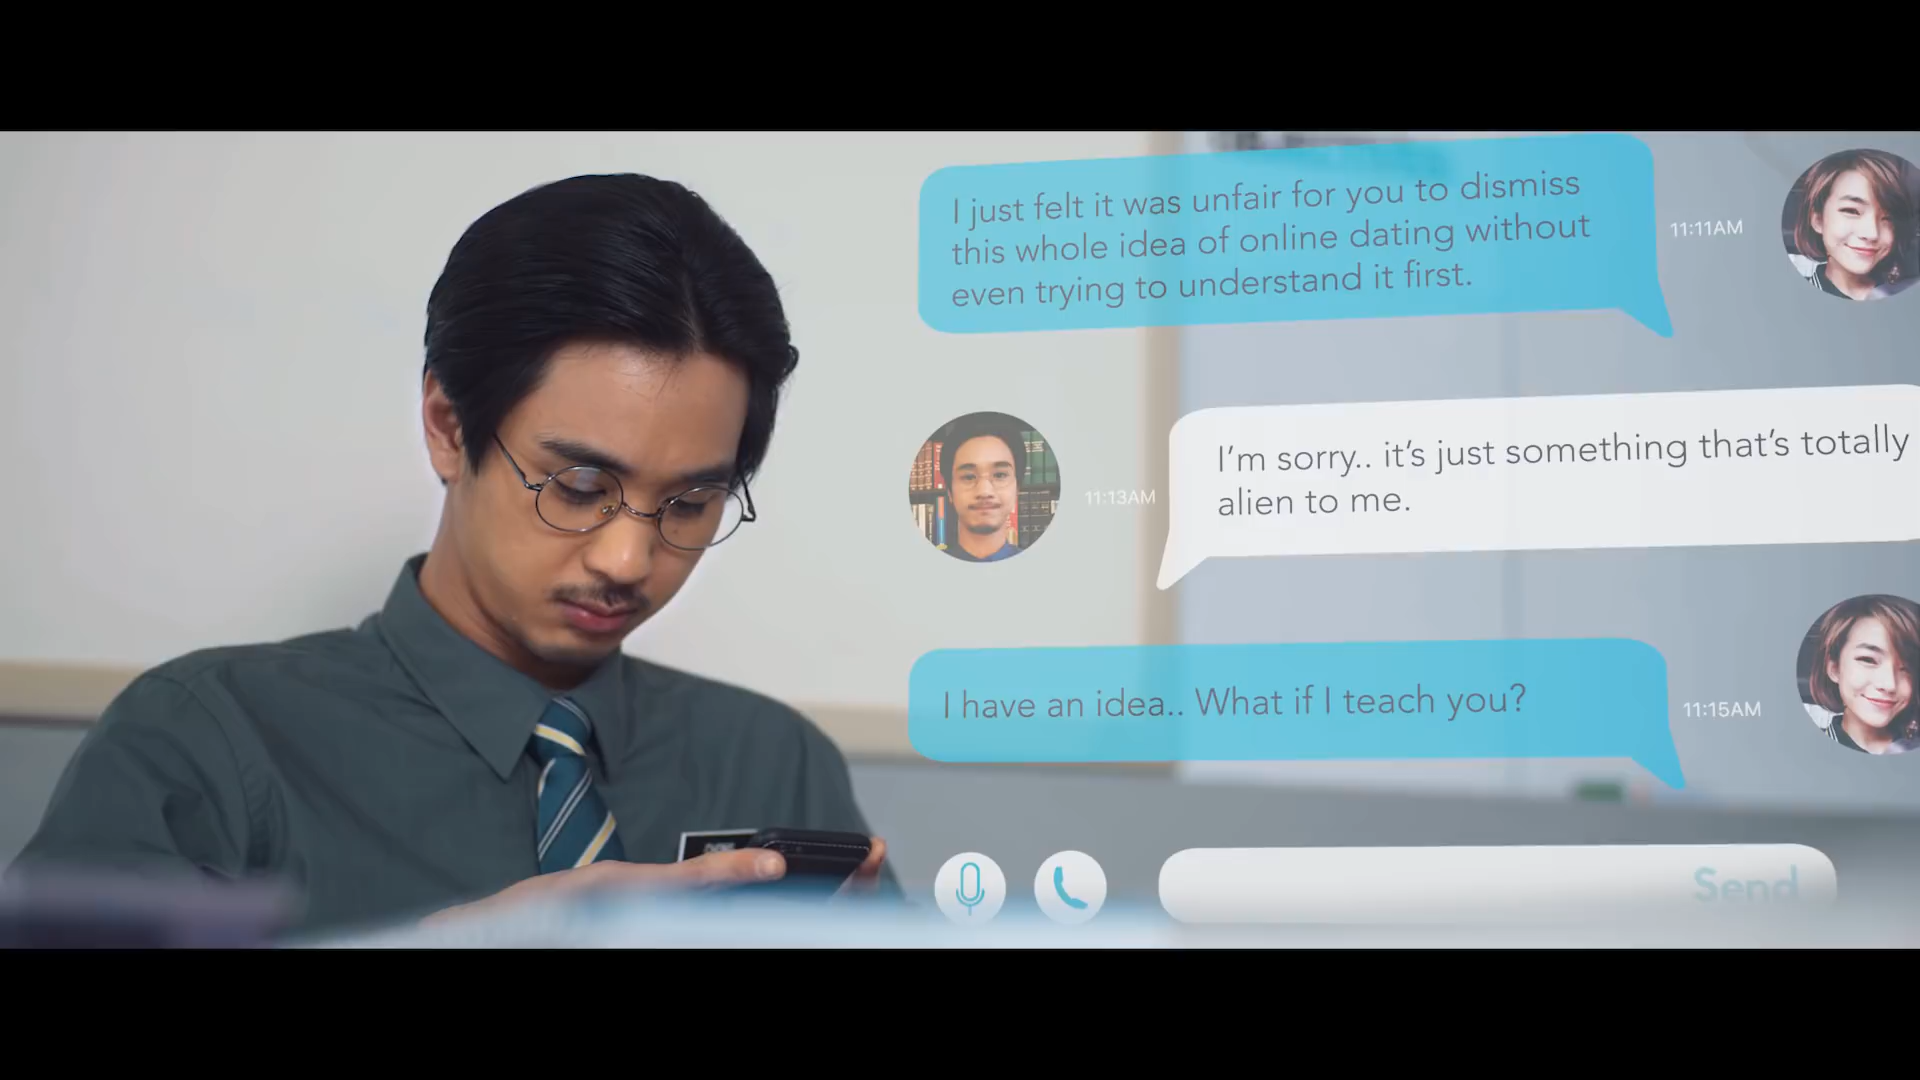 I just felt it was unfair for you to dismiss
this whole idea of online dating without
even trying to understand it first.
11:11AM
11:13AM
I'm sorry.. it's just something that's totally
alien to me.
I have an idea.. What if I teach you?
11:15AM
Send